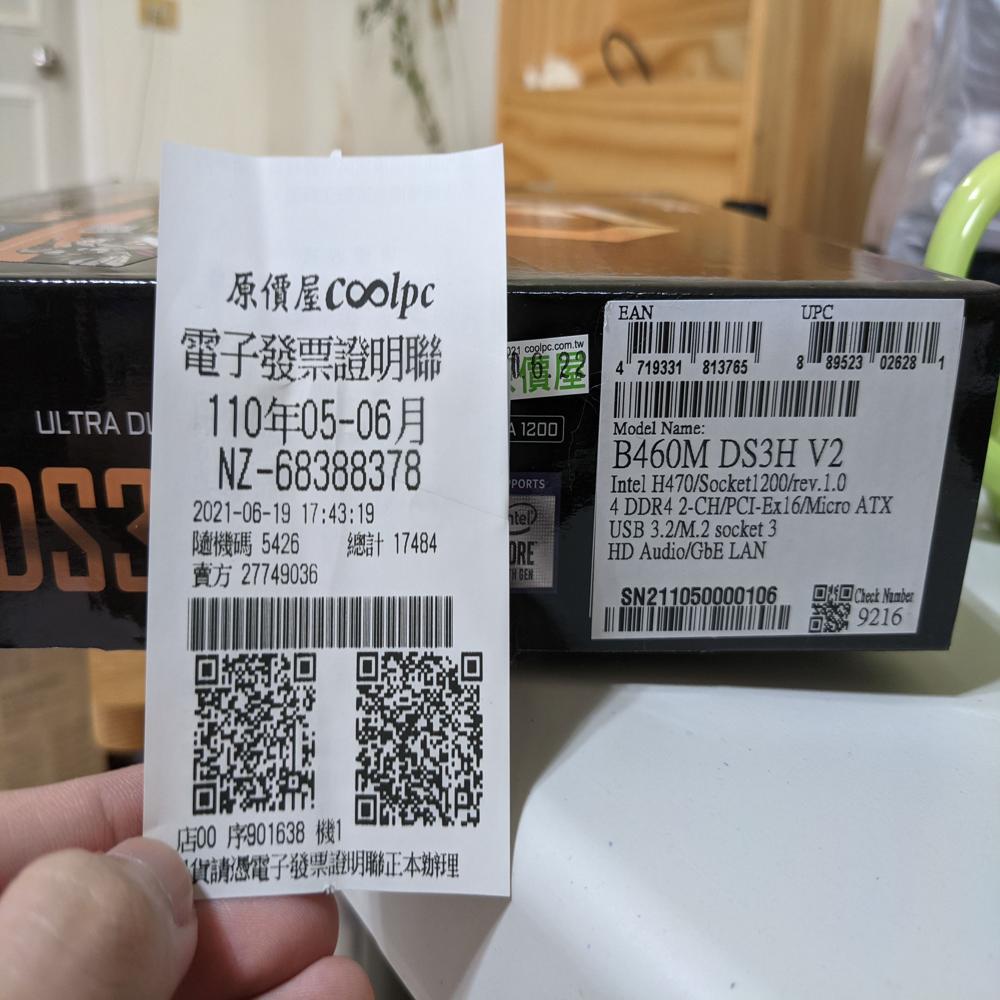 原價屋coolpc
電子發票證明聯
110年05-06月
NZ-68388378
2021-06-19 17:43:19
隨機碼 5426 總計 17484
賣方 27749036
店00 序901638 機1
貨請憑電子發票證明聯正本辦理
ULTRA DU
DS3
coolpc.com.tw
6.22
價屋
A 1200
PORTS
intel
ORE
TH GEN
EAN
UPC
4 719331 813765
8 89523 02628 1
Model Name:
B460M DS3H V2
Intel H470/Socket1200/rev.1.0
4 DDR4 2-CH/PCI-Ex16/Micro ATX
USB 3.2/M.2 socket 3
HD Audio/GbE LAN
SN211050000106
Check Number
9216